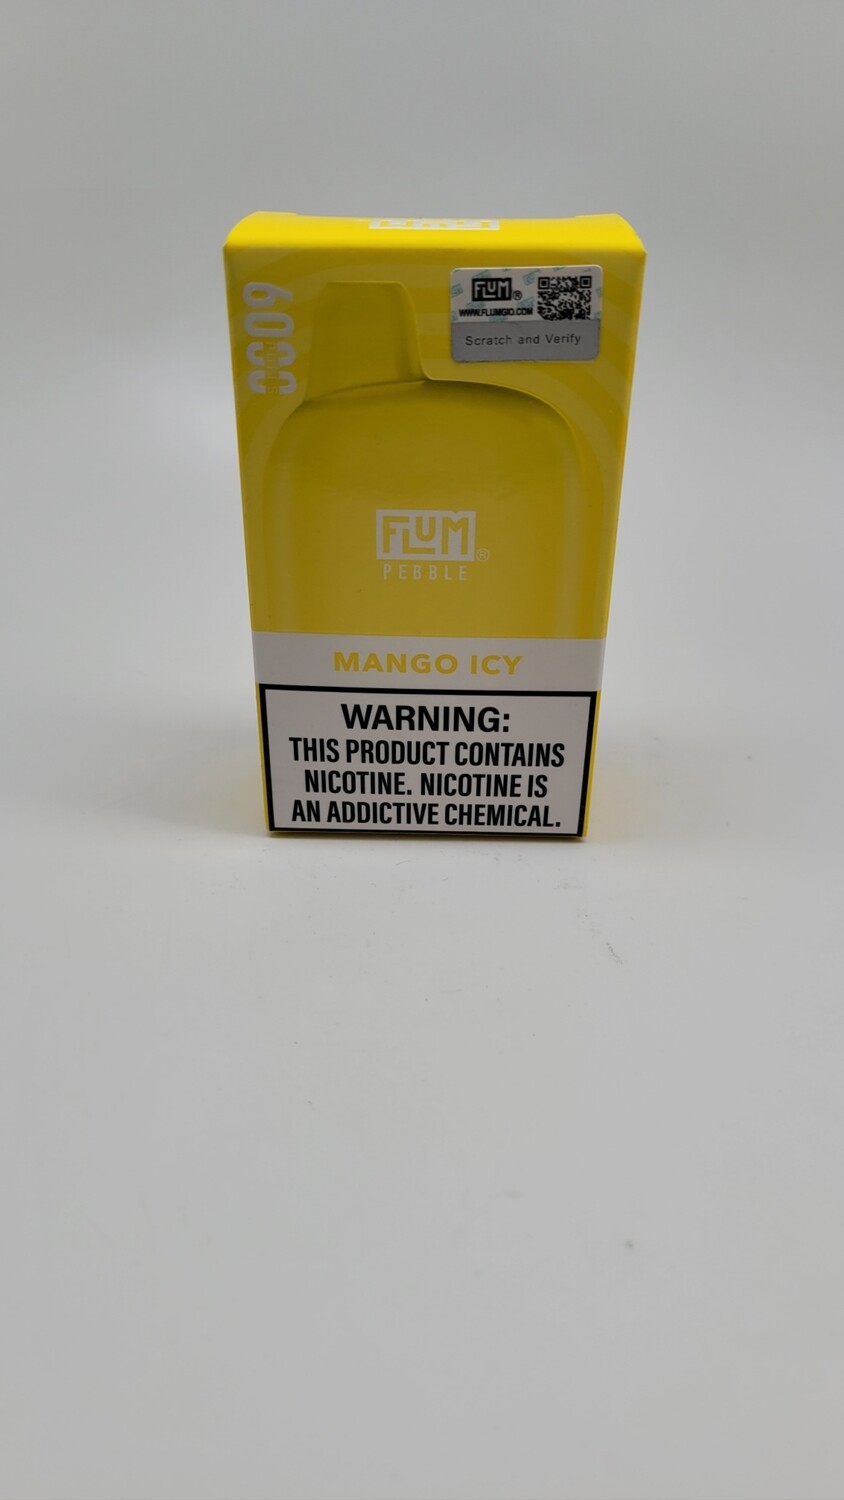 FLUM
FLUM®
WWW.FLUMGIO.COM
Scratch and Verify
6000
FLUM®
PEBBLE
MANGO ICY
WARNING:
THIS PRODUCT CONTAINS
NICOTINE. NICOTINE IS
AN ADDICTIVE CHEMICAL.